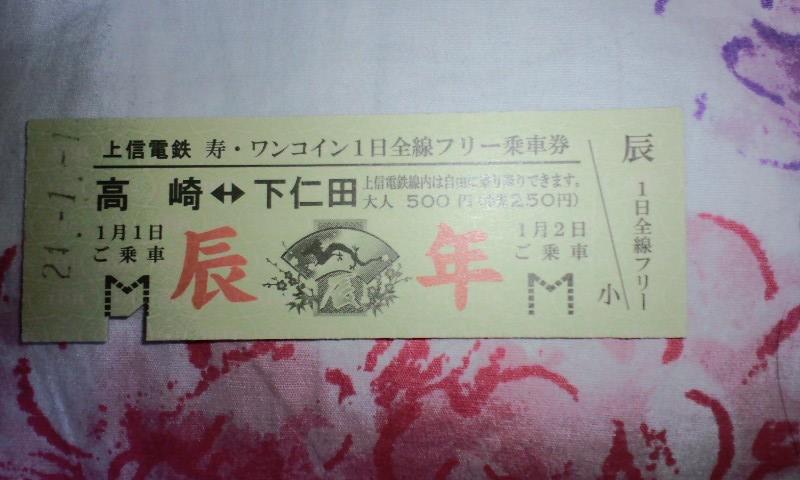 上信電鉄 寿・ワンコイン1日全線フリー乗車券
高崎↔下仁田
上信電鉄線内は自由に乗り降りできます。
大人 500円(小児250円)
1月1日
ご乗車
辰年
1月2日
ご乗車
M
M
小
辰
1日全線フリー
21.-1.-1